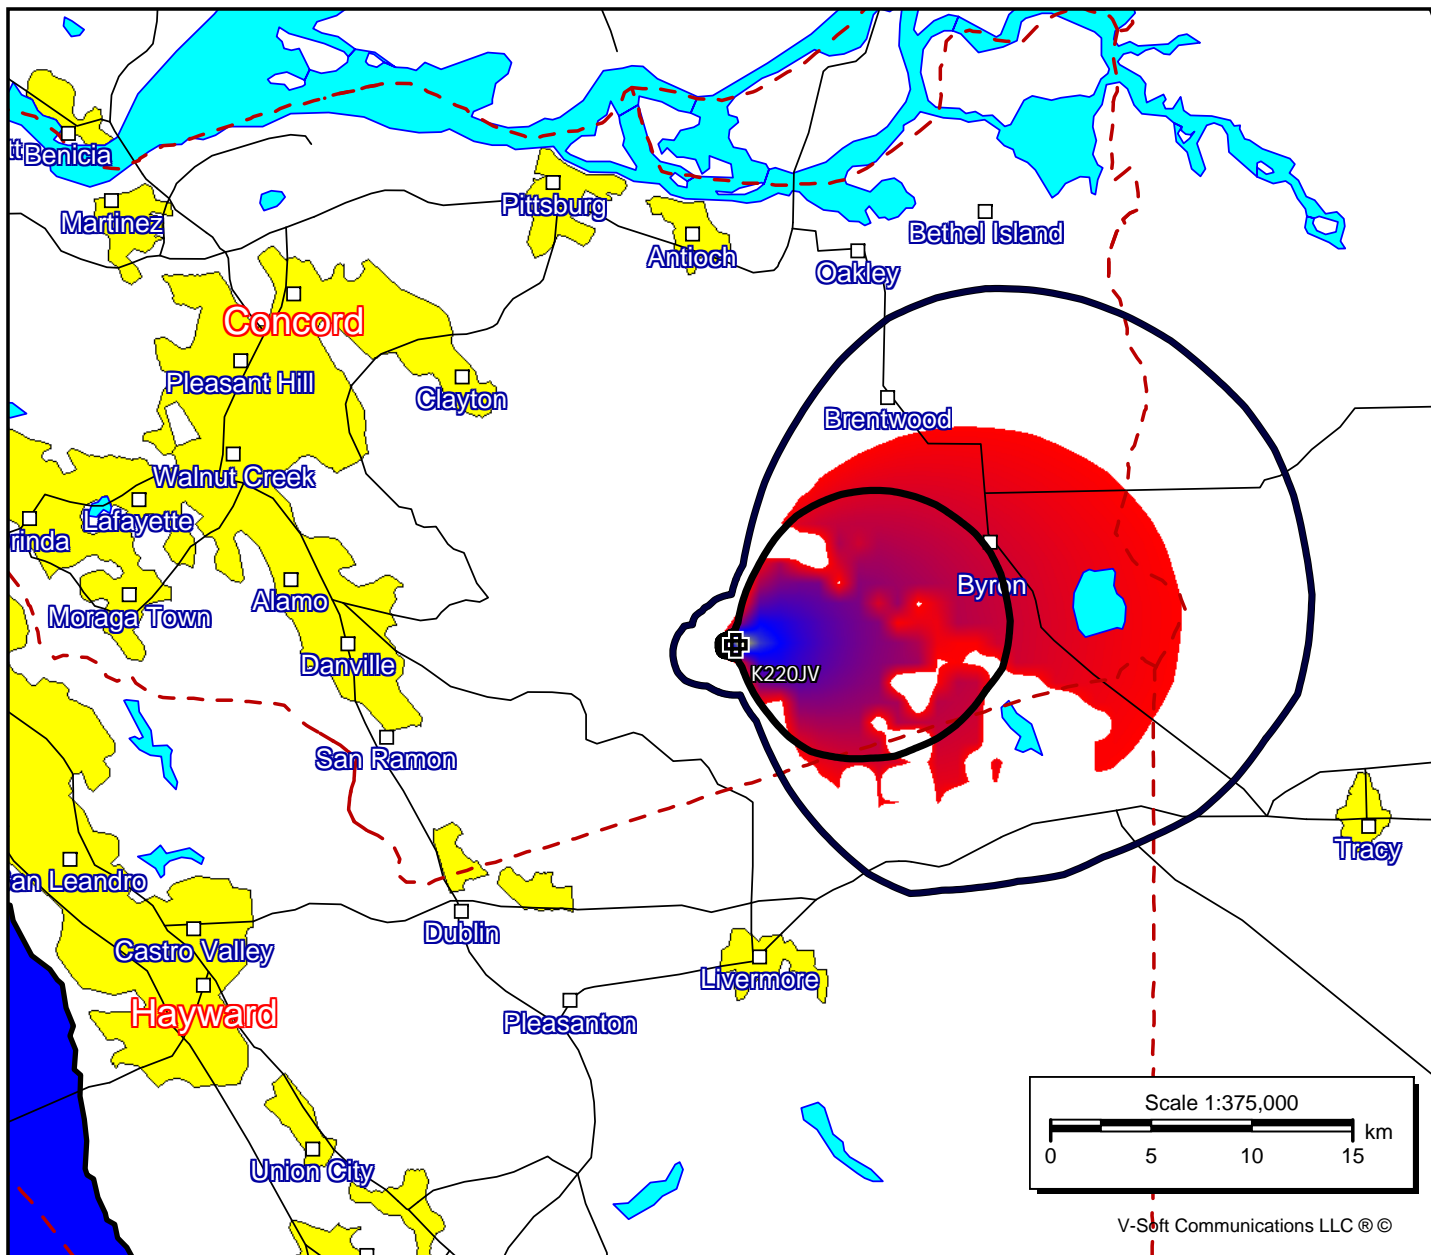 tt
Benicia
Martinez
Pittsburg
Antioch
Bethel Island
Oakley
Concord
Pleasant Hill
Clayton
Brentwood
Walnut Creek
Lafayette
rinda
Byron
Alamo
Moraga Town
Danville
K220JV
San Ramon
Tracy
an Leandro
Dublin
Castro Valley
Livermore
Hayward
Pleasanton
Scale 1:375,000
km
0 5 10 15
Union City
V-Soft Communications LLC ® ©